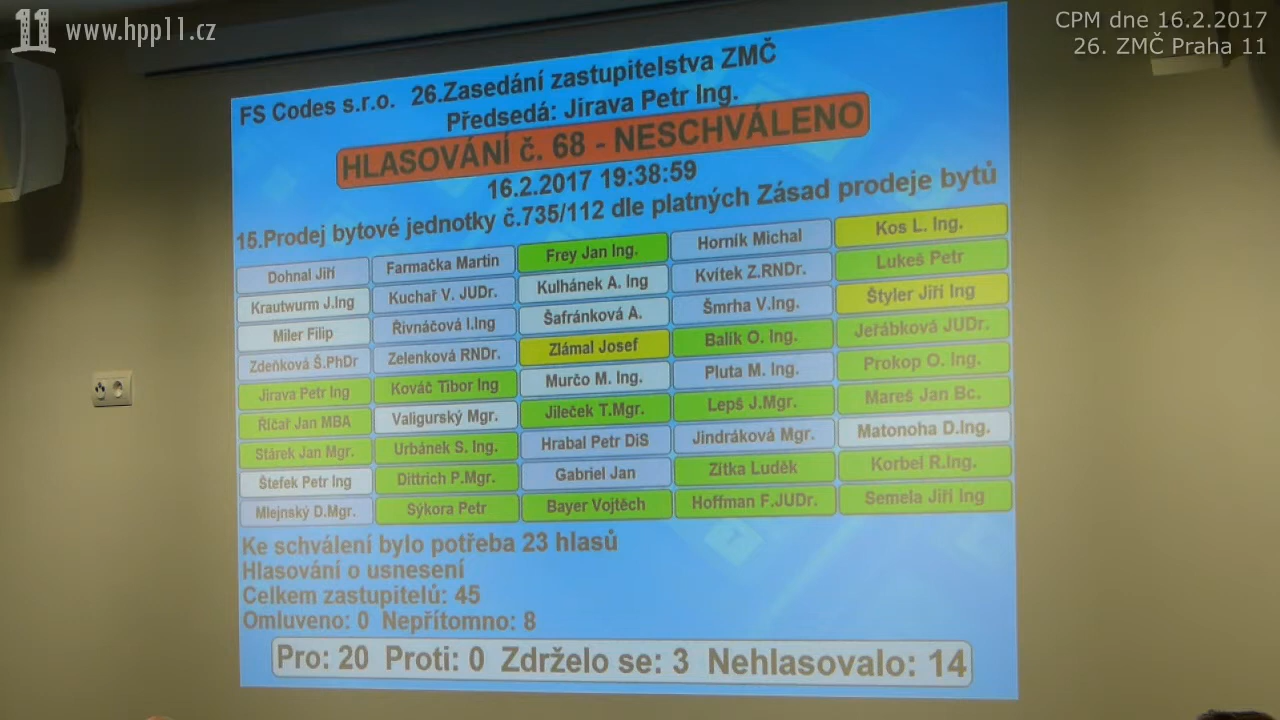 11 www.hpp11.cz
CPM dne 16.2.2017
26. ZMČ Praha 11
FS Codes s.r.o. 26.Zasedání zastupitelstva ZMČ
Předsedá: Jirava Petr Ing.
HLASOVÁNÍ č. 68 - NESCHVÁLENO
16.2.2017 19:38:59
15.Prodej bytové jednotky č.735/112 dle platných Zásad prodeje bytů
Dohnal Jiří Farmačka Martin Frey Jan Ing. Horník Michal Kos L. Ing.
Krautwurm J.Ing Kuchař V. JUDr. Kulhánek A. Ing Kvítek Z.RNDr. Lukeš Petr
Miler Filip Řivnáčová I.Ing Šafránková A. Šmrha V.Ing. Štyler Jiří Ing
Zdeňková Š.PhDr Zelenková RNDr. Zlámal Josef Balík O. Ing. Jeřábková JUDr.
Jirava Petr Ing Kováč Tibor Ing Murčo M. Ing. Pluta M. Ing. Prokop O. Ing.
Říčař Jan MBA Valigurský Mgr. Jileček T.Mgr. Lepš J.Mgr. Mareš Jan Bc.
Stárek Jan Mgr. Urbánek S. Ing. Hrabal Petr DiS Jindráková Mgr. Matonoha D.Ing.
Štefek Petr Ing Dittrich P.Mgr. Gabriel Jan Zítka Luděk Korbel R.Ing.
Mlejnský D.Mgr. Sýkora Petr Bayer Vojtěch Hoffman F.JUDr. Semela Jiří Ing
Ke schválení bylo potřeba 23 hlasů
Hlasování o usnesení
Celkem zastupitelů: 45
Omluveno: 0 Nepřítomno: 8
Pro: 20 Proti: 0 Zdrželo se: 3 Nehlasovalo: 14